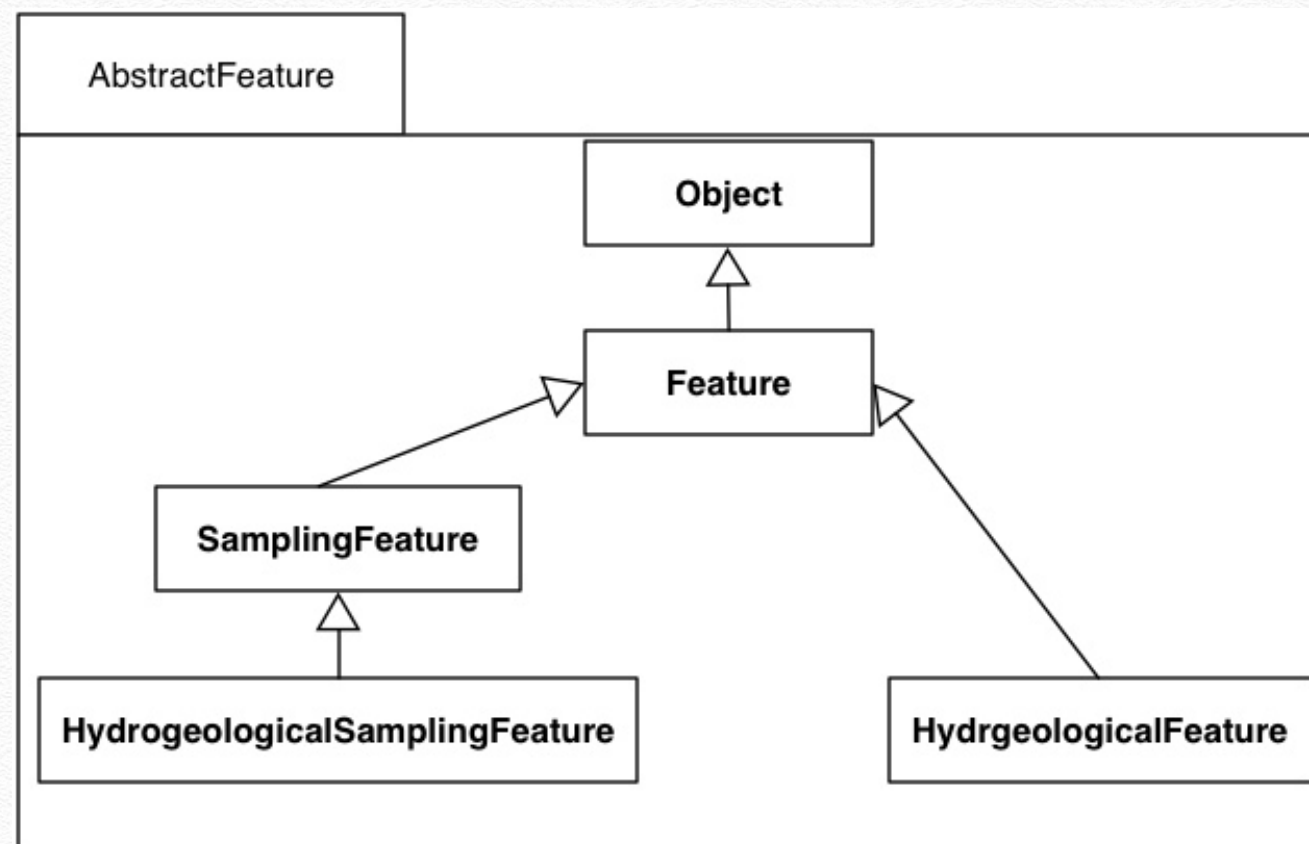 AbstractFeature
Object
Feature
SamplingFeature
HydrogeologicalSamplingFeature
HydrgeologicalFeature